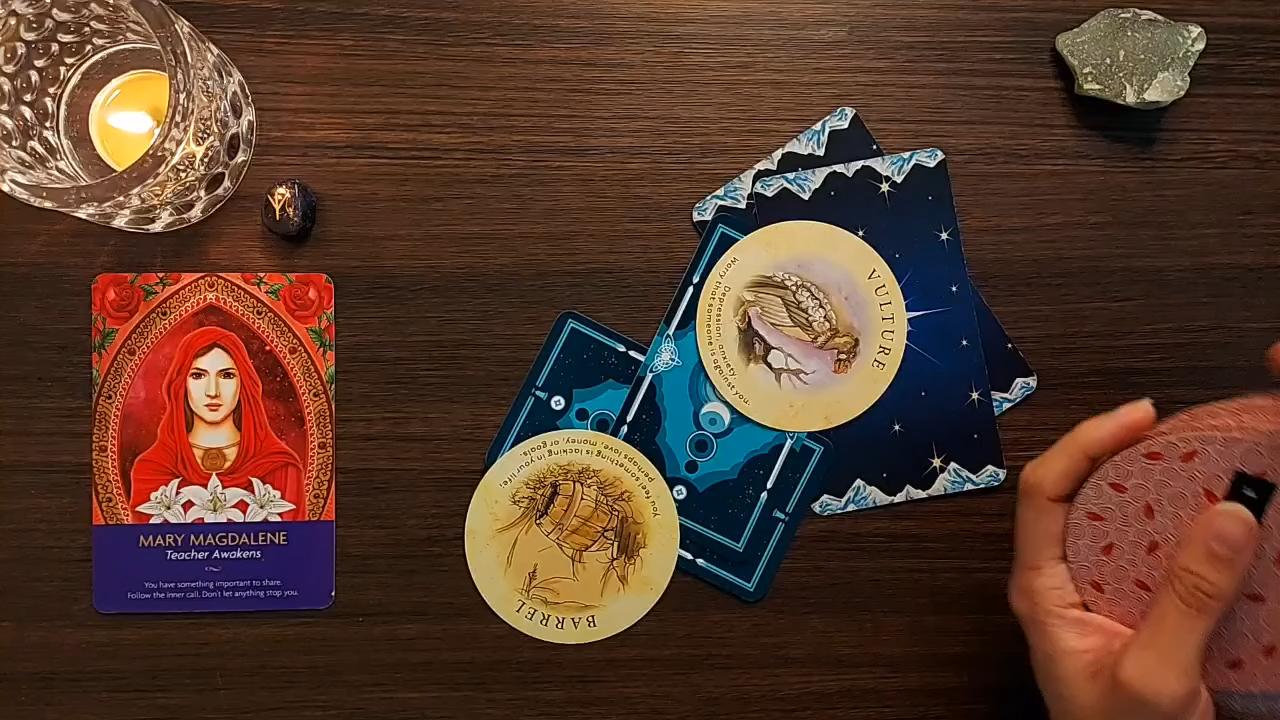 MARY MAGDALENE
Teacher Awakens
You have something important to share.
Follow the inner call. Don't let anything stop you.
VULTURE
Depression, anxiety.
Worry that someone is against you.
You feel something is lacking in your life,
perhaps love, money, or goals.
BARREL